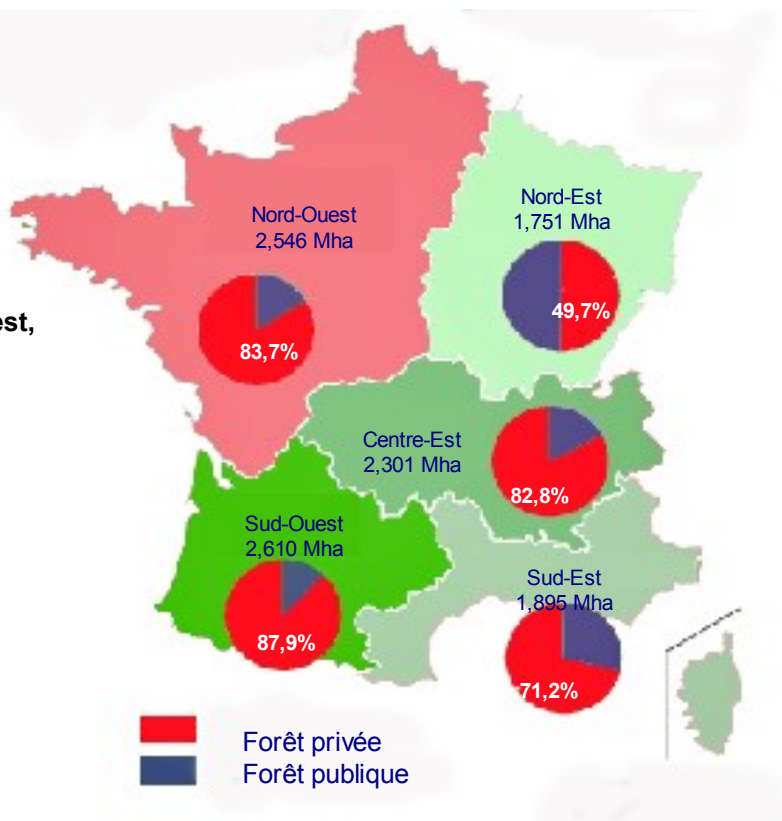 Nord-Ouest
2,546 Mha
83,7%
Nord-Est
1,751 Mha
49,7%
est,
Centre-Est
2,301 Mha
82,8%
Sud-Ouest
2,610 Mha
87,9%
Sud-Est
1,895 Mha
71,2%
Forêt privée
Forêt publique